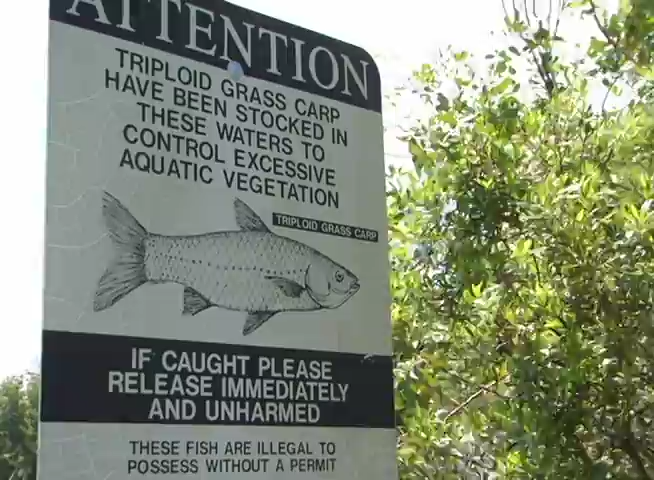 ATTENTION
TRIPLOID GRASS CARP
HAVE BEEN STOCKED IN
THESE WATERS TO
CONTROL EXCESSIVE
AQUATIC VEGETATION
TRIPLOID GRASS CARP
IF CAUGHT PLEASE
RELEASE IMMEDIATELY
AND UNHARMED
THESE FISH ARE ILLEGAL TO
POSSESS WITHOUT A PERMIT